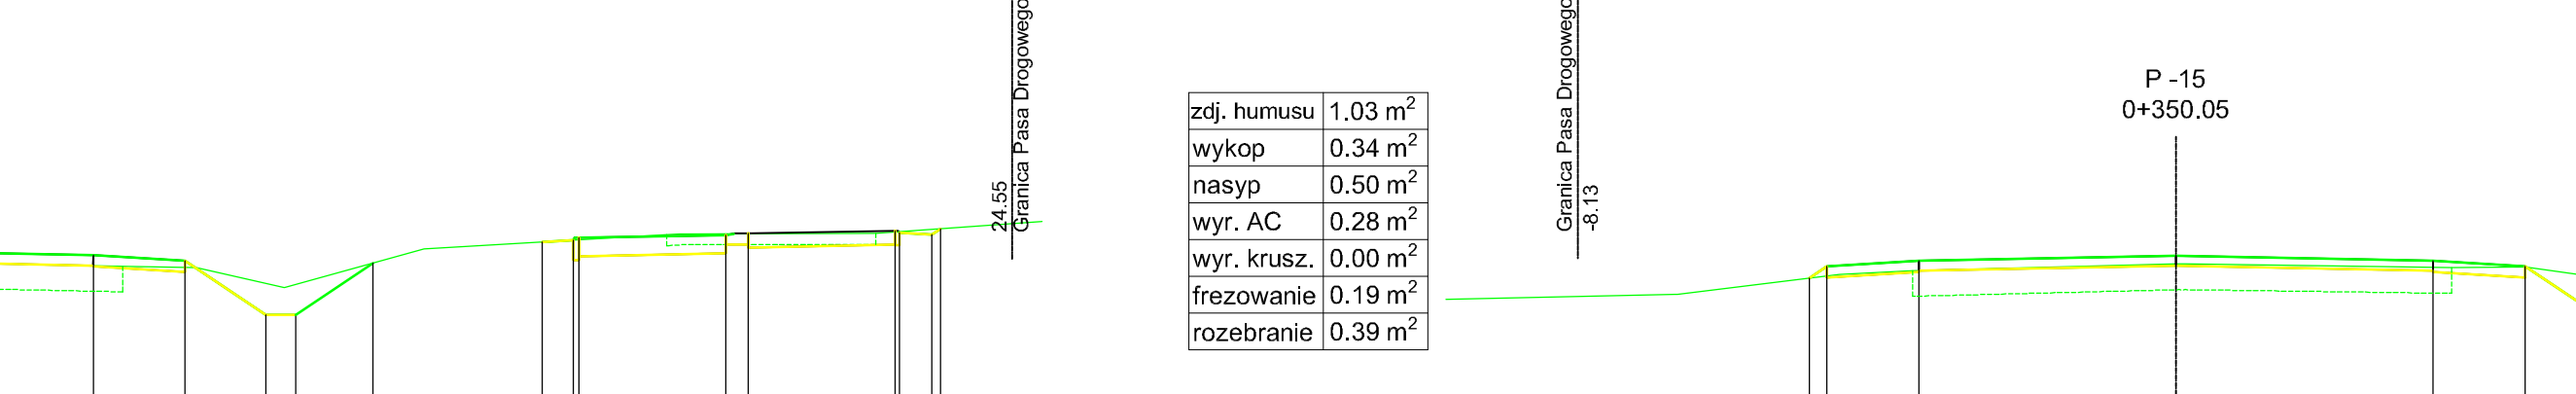 24.55
Granica Pasa Drogowego
zdj. humusu 1.03 m²
wykop 0.34 m²
nasyp 0.50 m²
wyr. AC 0.28 m²
wyr. krusz. 0.00 m²
frezowanie 0.19 m²
rozebranie 0.39 m²
Granica Pasa Drogowego
-8.13
P -15
0+350.05